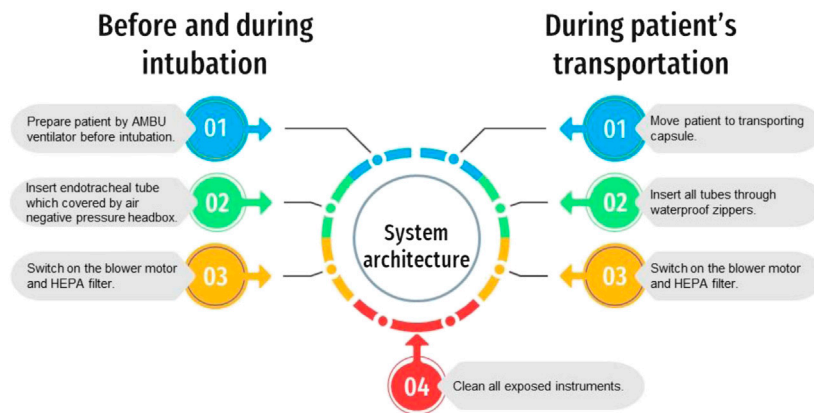 Before and during
intubation
During patient's
transportation
01
Prepare patient by AMBU
ventilator before intubation.
02
Insert endotracheal tube
which covered by air
negative pressure headbox.
03
Switch on the blower motor
and HEPA filter.
System
architecture
01
Move patient to transporting
capsule.
02
Insert all tubes through
waterproof zippers.
03
Switch on the blower motor
and HEPA filter.
04
Clean all exposed instruments.